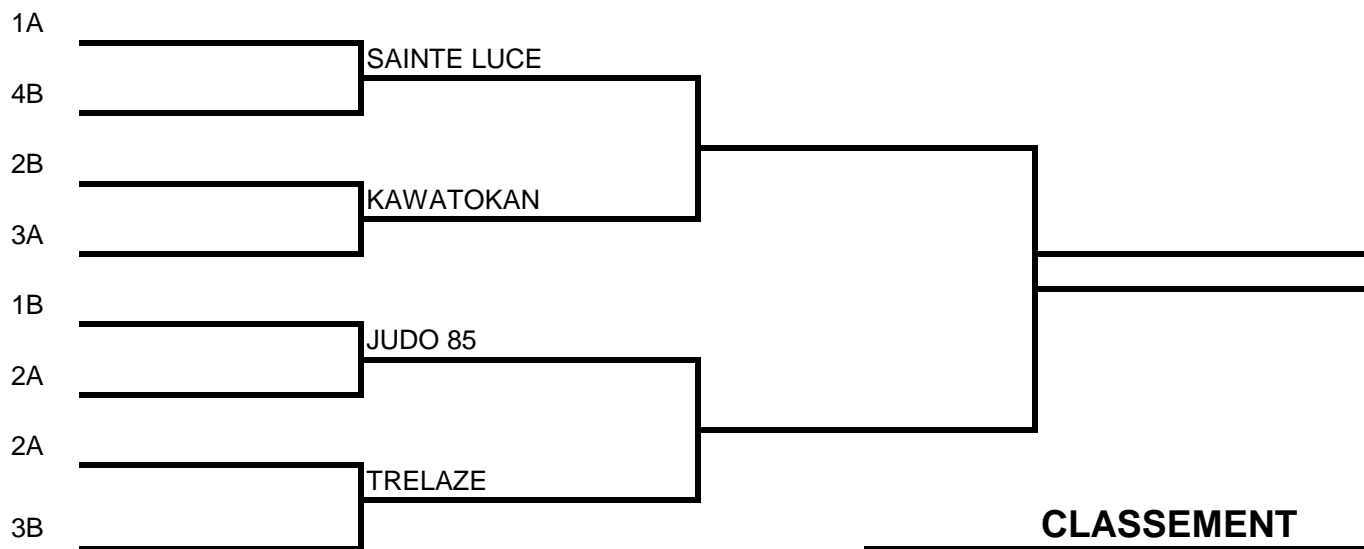 1A
SAINTE LUCE
4B
2B
KAWATOKAN
3A
1B
JUDO 85
2A
2A
TRELAZE
3B
CLASSEMENT